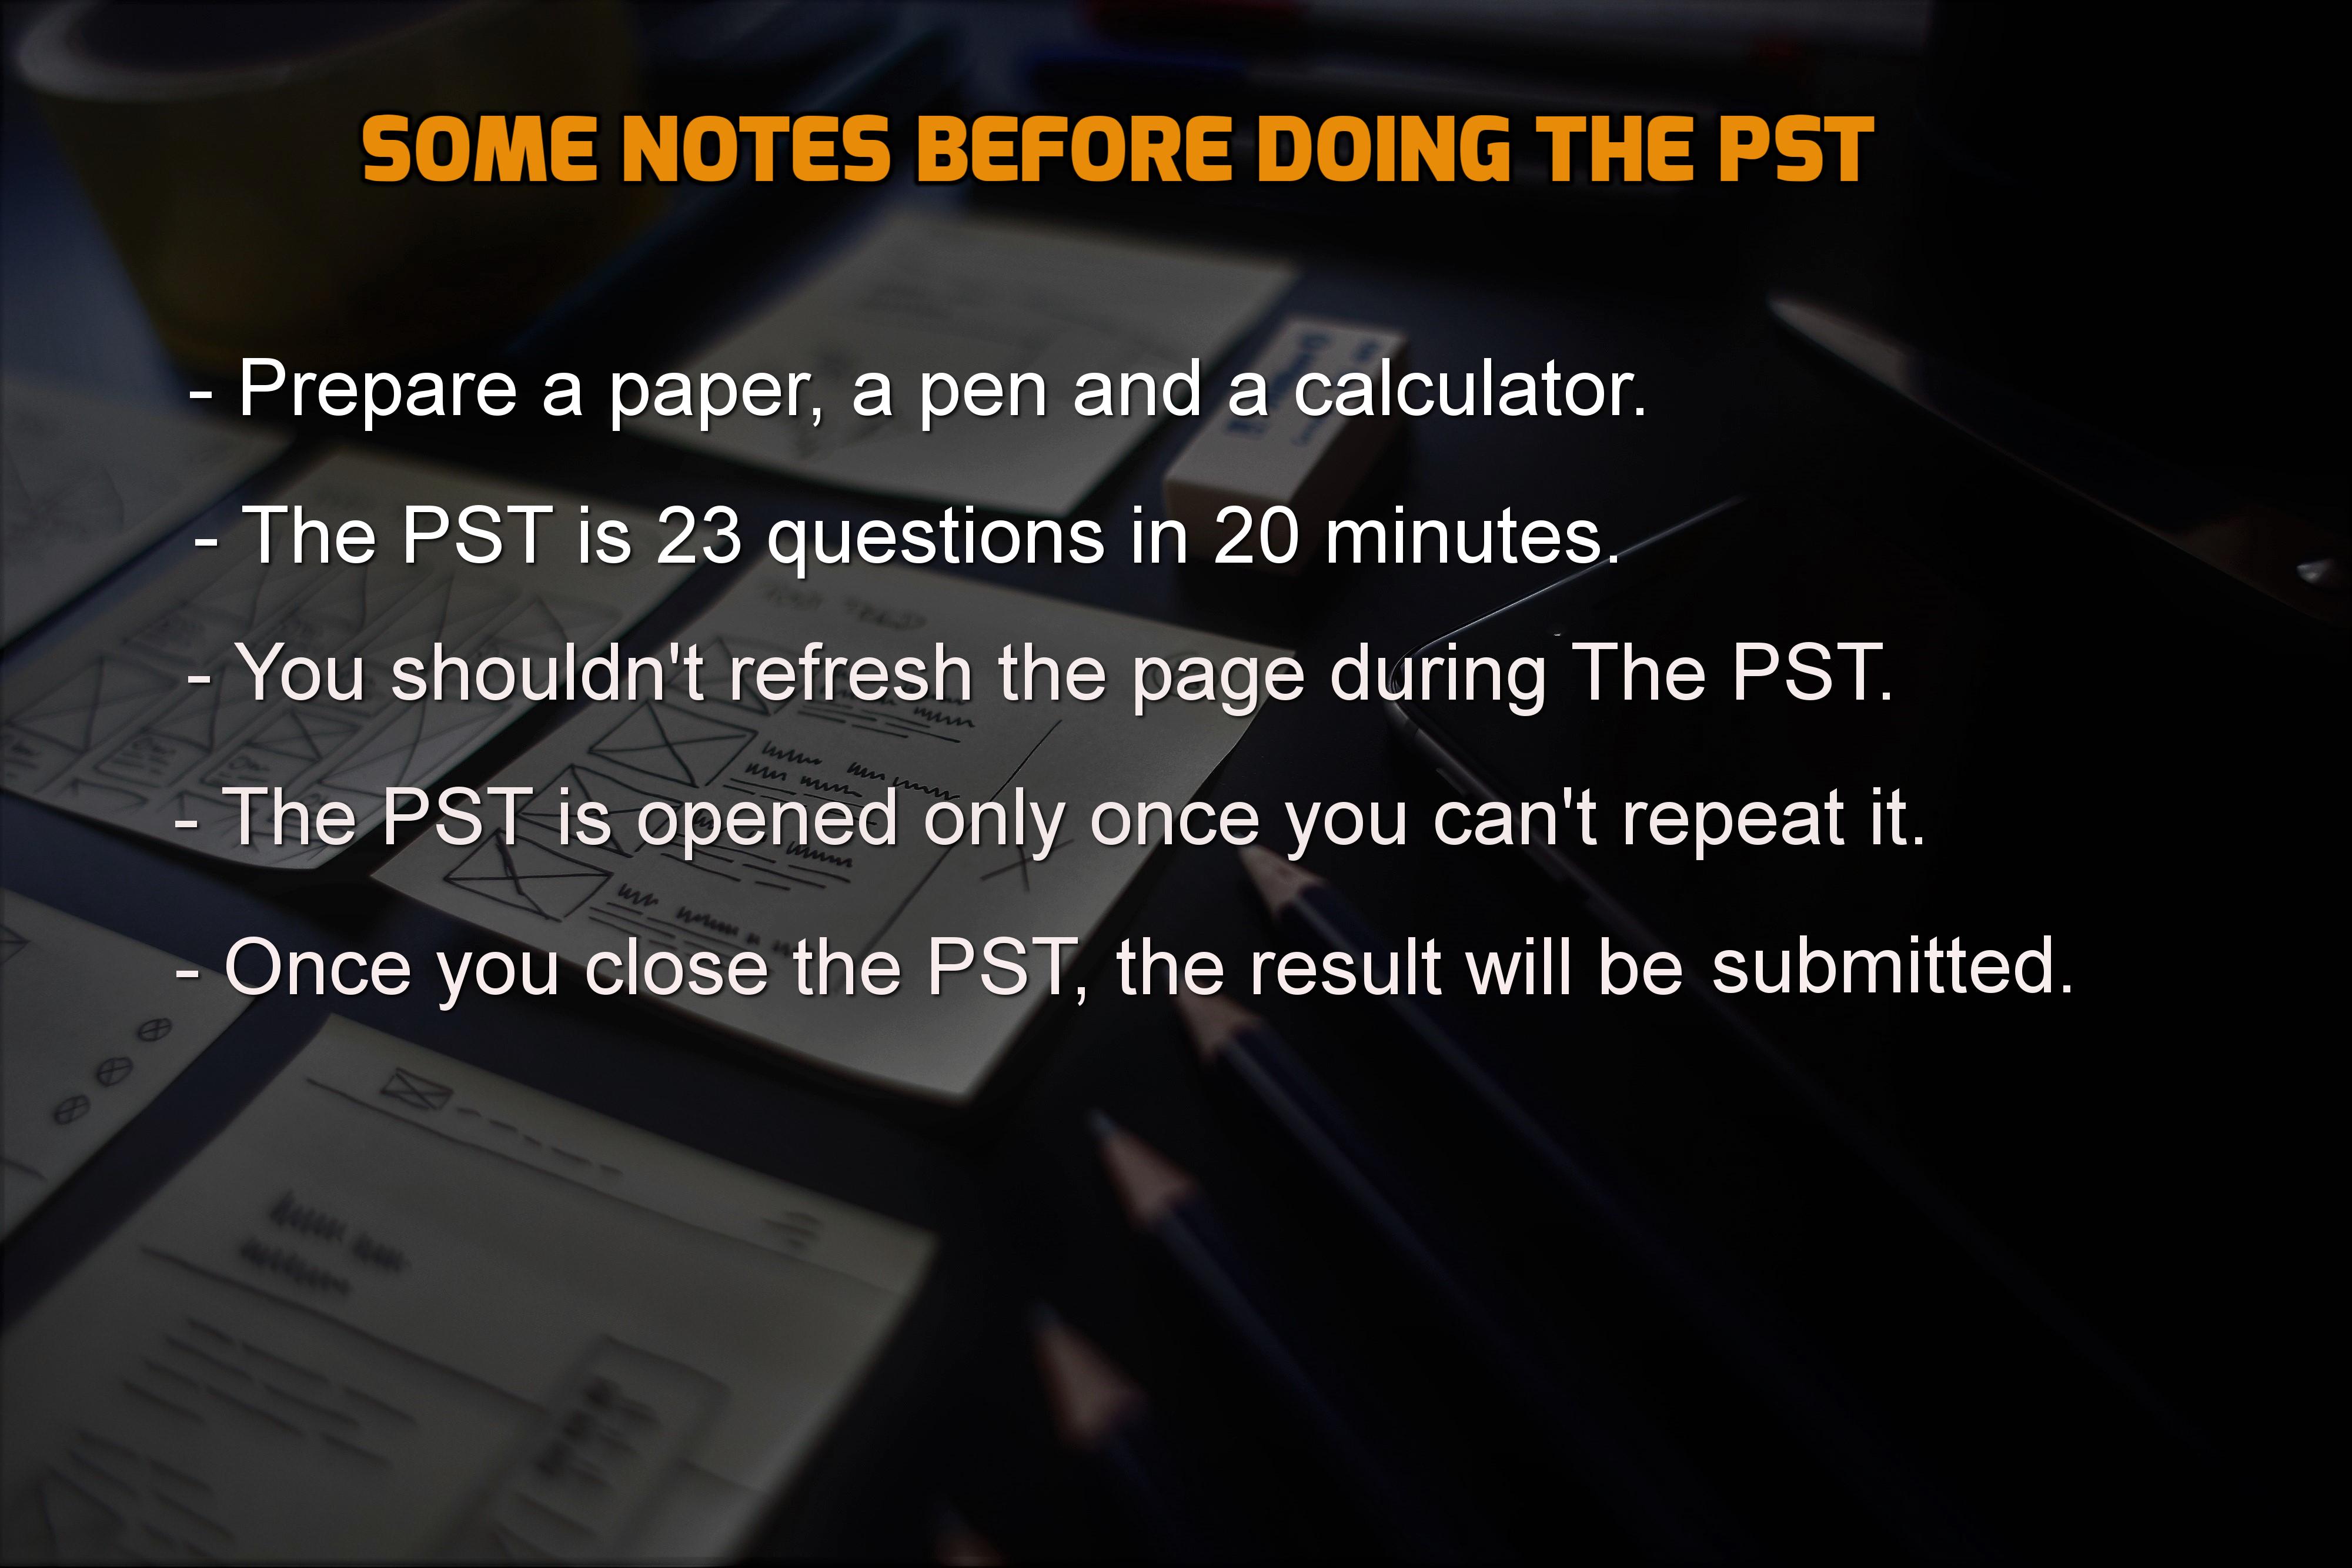 SOME NOTES BEFORE DOING THE PST
- Prepare a paper, a pen and a calculator.
- The PST is 23 questions in 20 minutes.
- You shouldn't refresh the page during The PST.
- The PST is opened only once you can't repeat it.
- Once you close the PST, the result will be submitted.